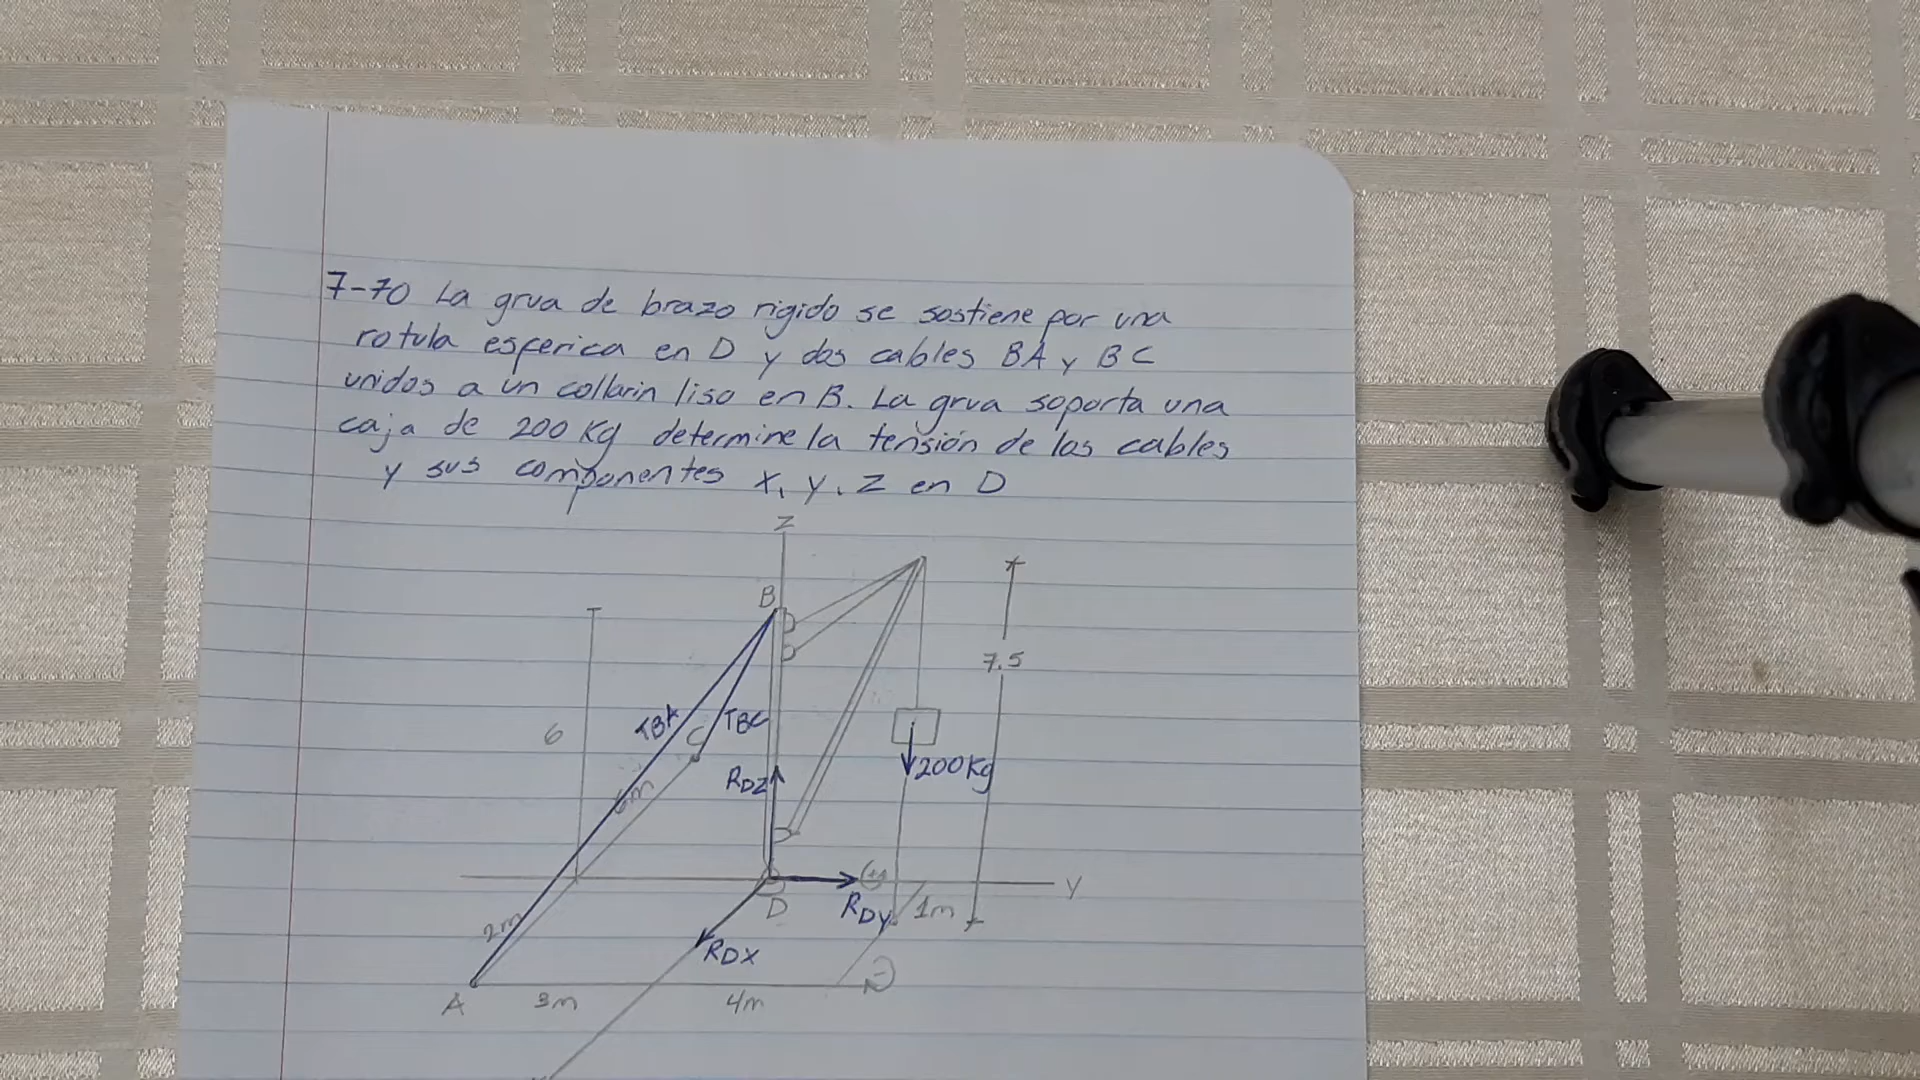 7-70 La grua de brazo rigido se sostiene por una
rotula esferica en D y dos cables BA y BC
unidos a un collarin liso en B. La grua soporta una
caja de 200 Kg determine la tensión de los cables
y sus componentes x, y, z en D
Z
B
7.5
6
TBA
C
TBC
RDZ
200Kg
6m
Y
D
RDY
1m
2m
RDX
A
3m
4m